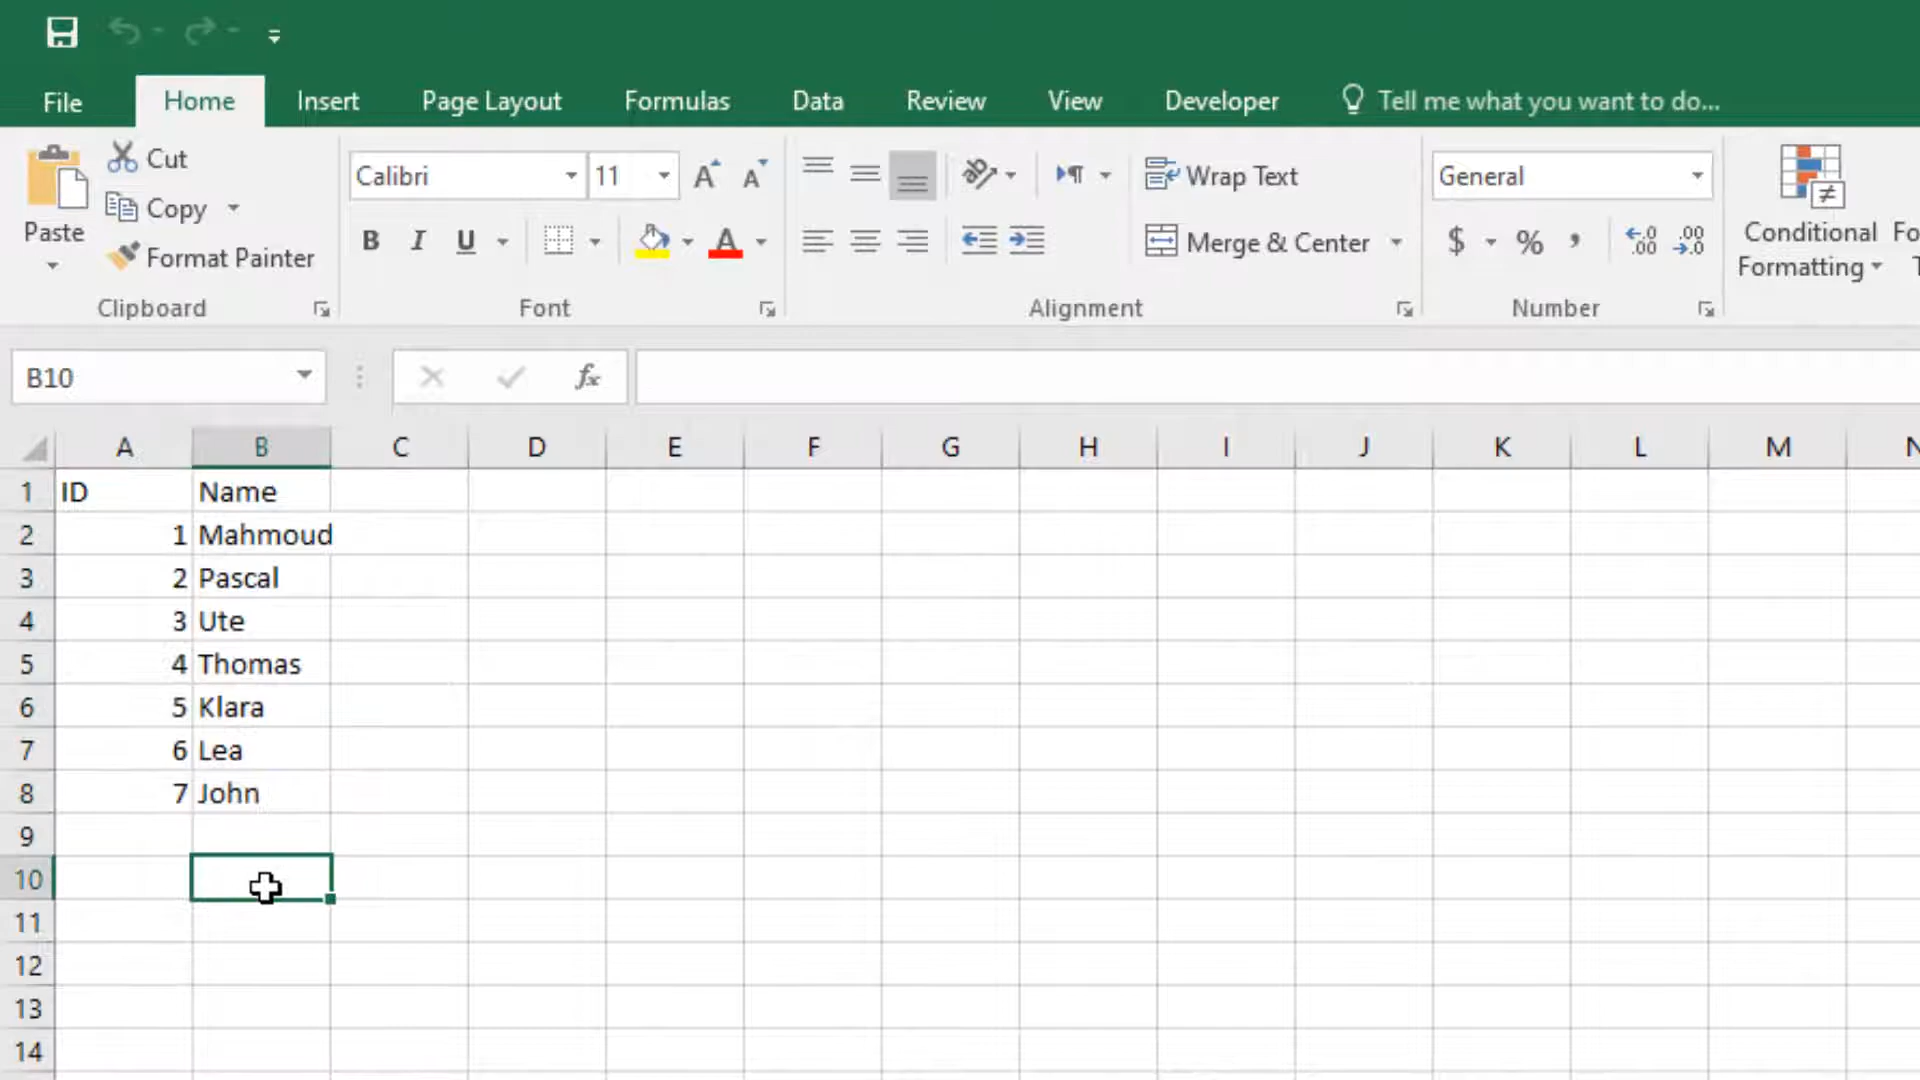 File Home Insert Page Layout Formulas Data Review View Developer Tell me what you want to do...
Paste Cut
Copy
Format Painter
Clipboard
Calibri 11
B I U A
Font
Wrap Text
Merge & Center
Alignment
General
$ % ,
Number
Conditional
Formatting
B10 fx
A B C D E F G H I J K L M N
1 ID Name
2 1 Mahmoud
3 2 Pascal
4 3 Ute
5 4 Thomas
6 5 Klara
7 6 Lea
8 7 John
9
10
11
12
13
14